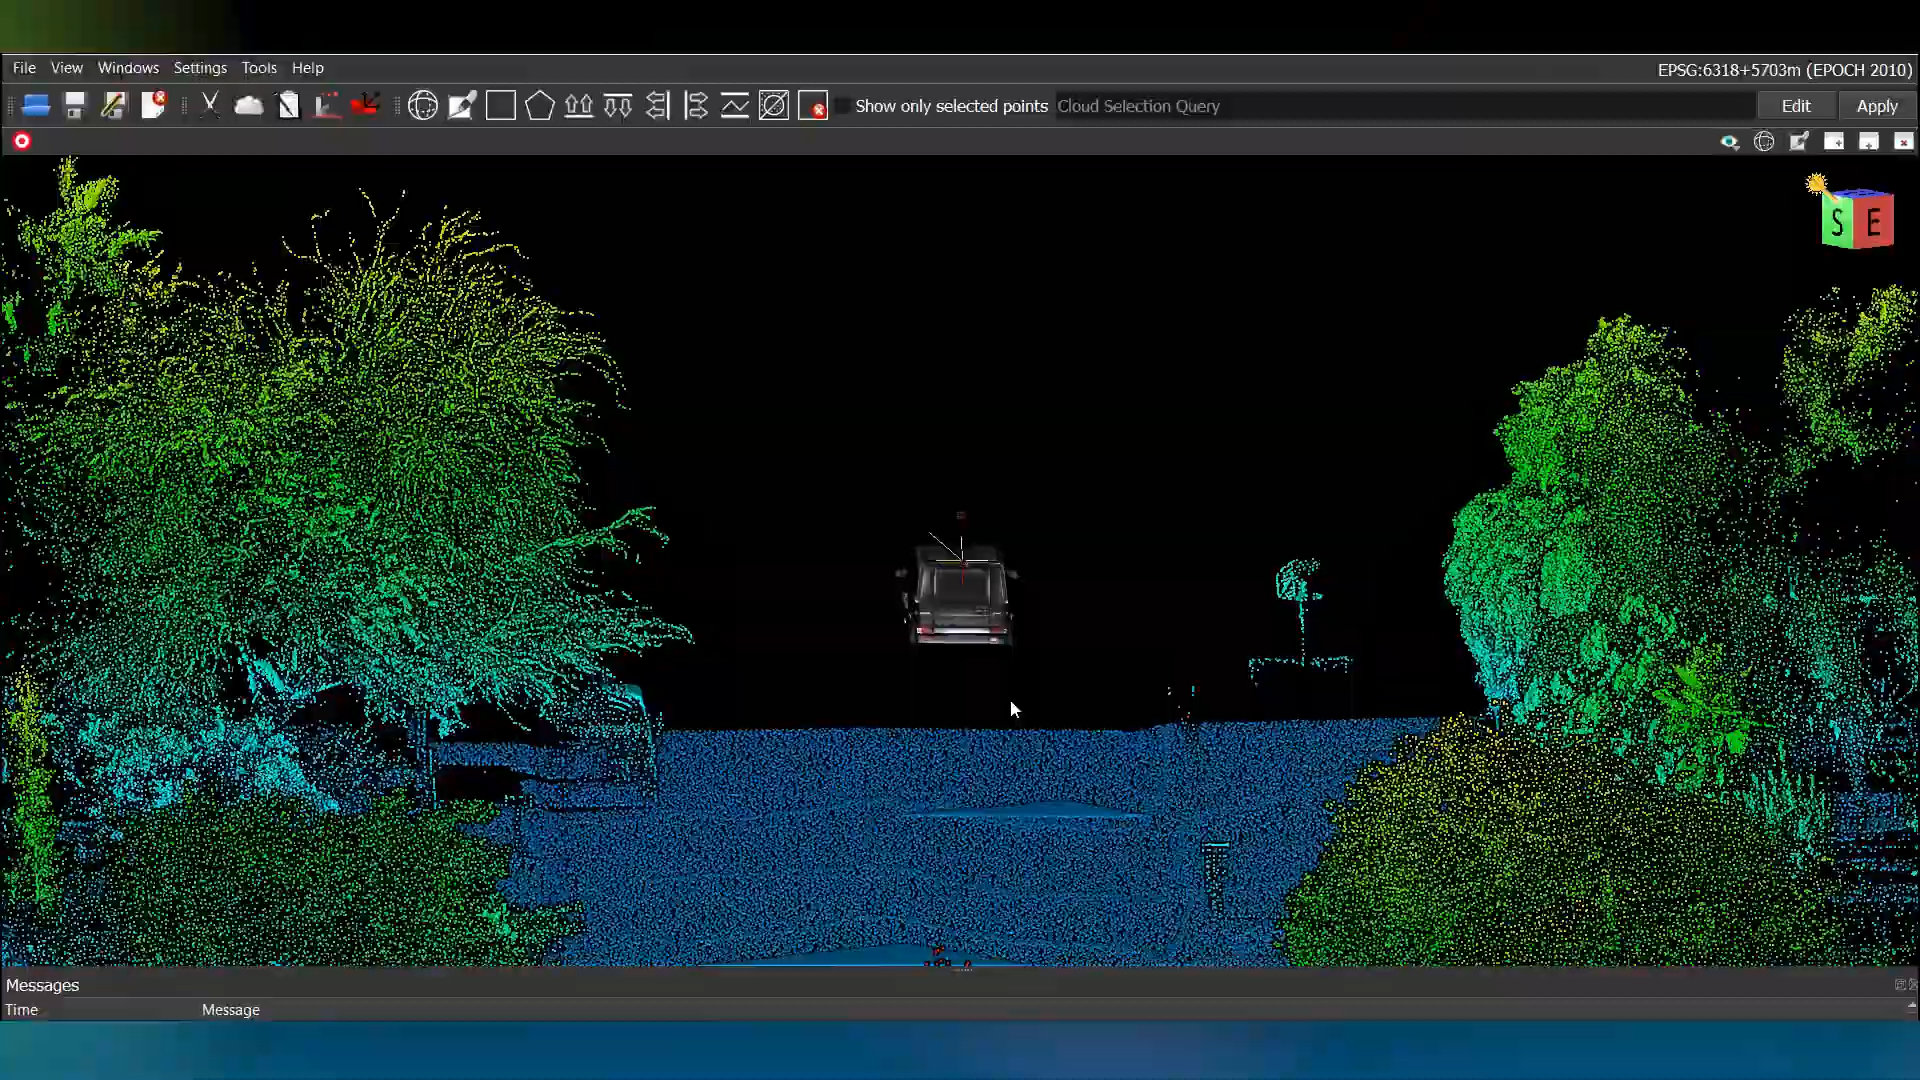 File View Windows Settings Tools Help
EPSG:6318+5703m (EPOCH 2010)
Show only selected points Cloud Selection Query Edit Apply
S E
Messages
Time Message